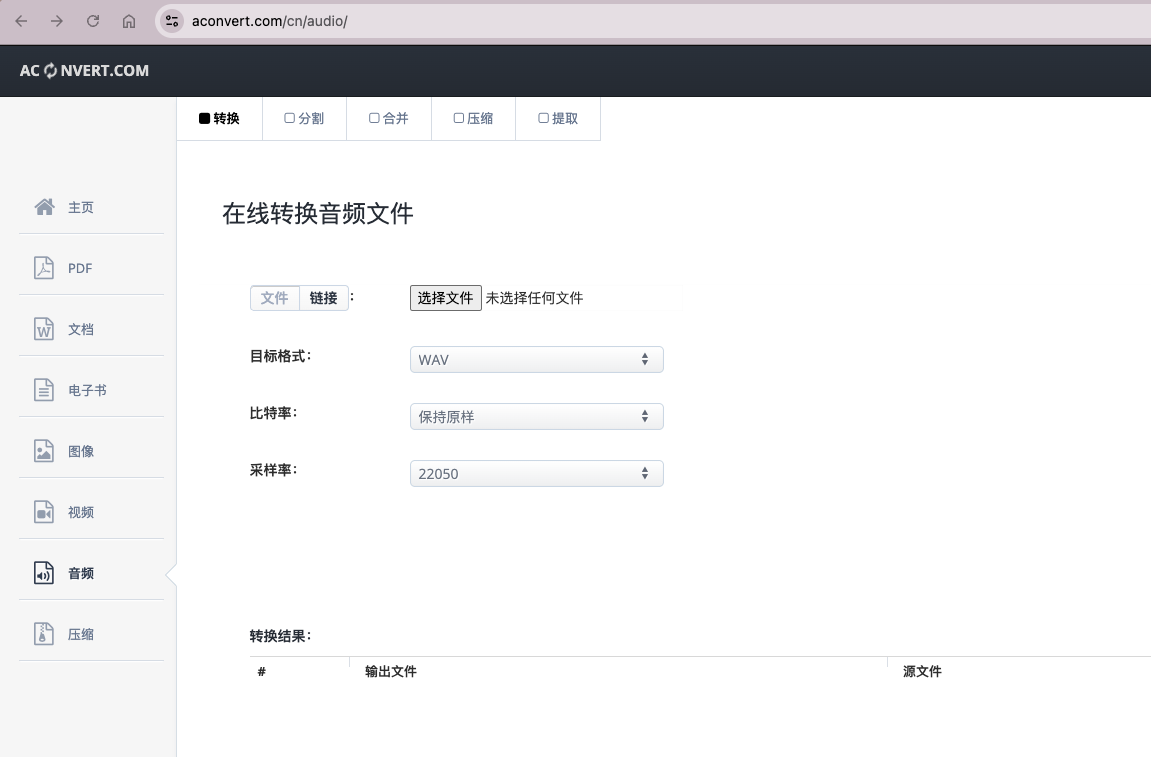 aconvert.com/cn/audio/
AC NVERT.COM
转换 分割 合并 压缩 提取
主页
PDF
文档
电子书
图像
视频
音频
压缩
在线转换音频文件
文件 链接 : 选择文件 未选择任何文件
目标格式: WAV
比特率: 保持原样
采样率: 22050
转换结果:
# 输出文件 源文件